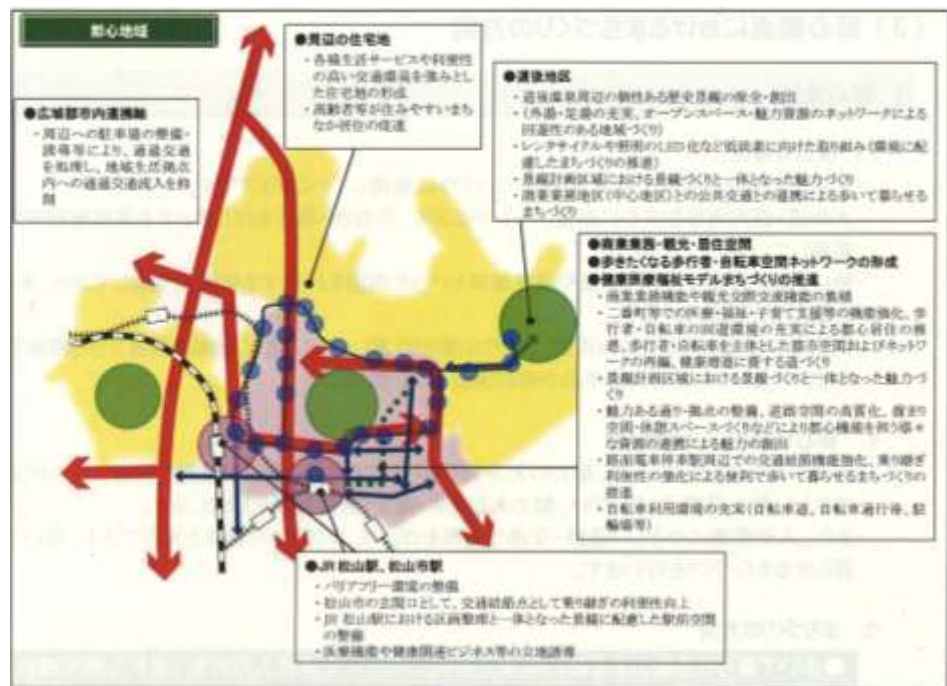 都心地域
●広域都市内連携軸
・周辺への駐車場の整備・
誘導等により、通過交通
を処理し、地域生活拠点
内への通過交通流入を抑
制
●周辺の住宅地
・各種生活サービスや利便性
の高い交通環境を強みとし
た住宅地の形成
・高齢者等が住みやすいまち
なか居住の促進
●道後地区
・道後温泉周辺の個性ある歴史景観の保全・創出
・（外湯・足湯の充実、オープンスペース・魅力資源のネットワークによる
回遊性のある地域づくり）
・レンタサイクルや照明のLED化など低炭素に向けた取り組み（環境に配
慮したまちづくりの推進）
・景観計画区域における景観づくりと一体となった魅力づくり
・商業業務地区（中心地区）との公共交通との連携による歩いて暮らせる
まちづくり
●商業業務・観光・居住空間
●歩きたくなる歩行者・自転車空間ネットワークの形成
●健康医療福祉モデルまちづくりの推進
・商業業務機能や観光交際交流機能の集積
・二番町等での医療・福祉・子育て支援等の機能強化、歩
行者・自転車の回遊環境の充実による都心居住の推
進、歩行者・自転車を主体とした都市空間およびネットワ
ークの再編、健康増進に資する道づくり
・景観計画区域における景観づくりと一体となった魅力づ
くり
・魅力ある通り・拠点の整備、道路空間の高質化、溜まり
空間・休憩スペースづくりなどにより都心機能を担う様々
な資源の連携による魅力の創出
・路面電車停車駅周辺での交通結節機能強化、乗り継ぎ
利便性の強化による便利で歩いて暮らせるまちづくりの
推進
・自転車利用環境の充実（自転車道、自転車通行帯、駐
輪場等）
●JR松山駅、松山市駅
・バリアフリー環境の整備
・松山市の玄関口として、交通結節点として乗り継ぎの利便性向上
・JR松山駅における区画整理と一体となった景観に配慮した駅前空間
の整備
・医療機能や健康関連ビジネス等の立地誘導